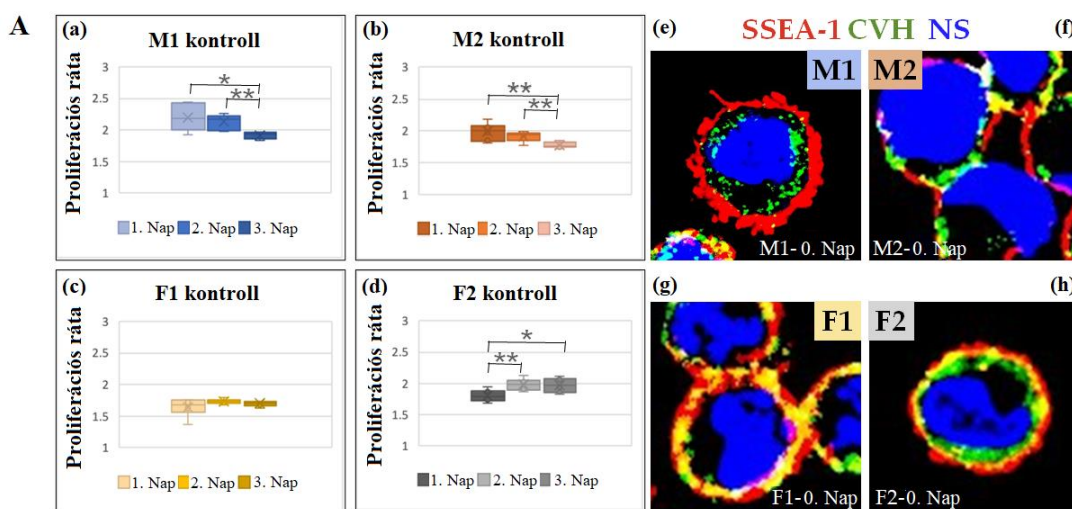 A
(a)
M1 kontroll
Proliferációs ráta
3
2.5
2
1.5
1
*
**
1. Nap 2. Nap 3. Nap
(b)
M2 kontroll
Proliferációs ráta
3
2.5
2
1.5
1
**
**
1. Nap 2. Nap 3. Nap
(c)
F1 kontroll
Proliferációs ráta
3
2.5
2
1.5
1
1. Nap 2. Nap 3. Nap
(d)
F2 kontroll
Proliferációs ráta
3
2.5
2
1.5
1
*
**
1. Nap 2. Nap 3. Nap
SSEA-1 CVH NS
(e)
M1
M1- 0. Nap
(f)
M2
M2-0. Nap
(g)
F1
F1- 0. Nap
(h)
F2
F2-0. Nap